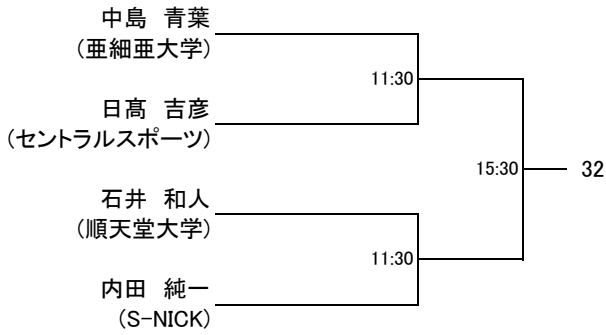 中島　青葉
（亜細亜大学）
11:30
日髙　吉彦
（セントラルスポーツ）
15:30
32
石井　和人
（順天堂大学）
11:30
内田　純一
（S-NICK）